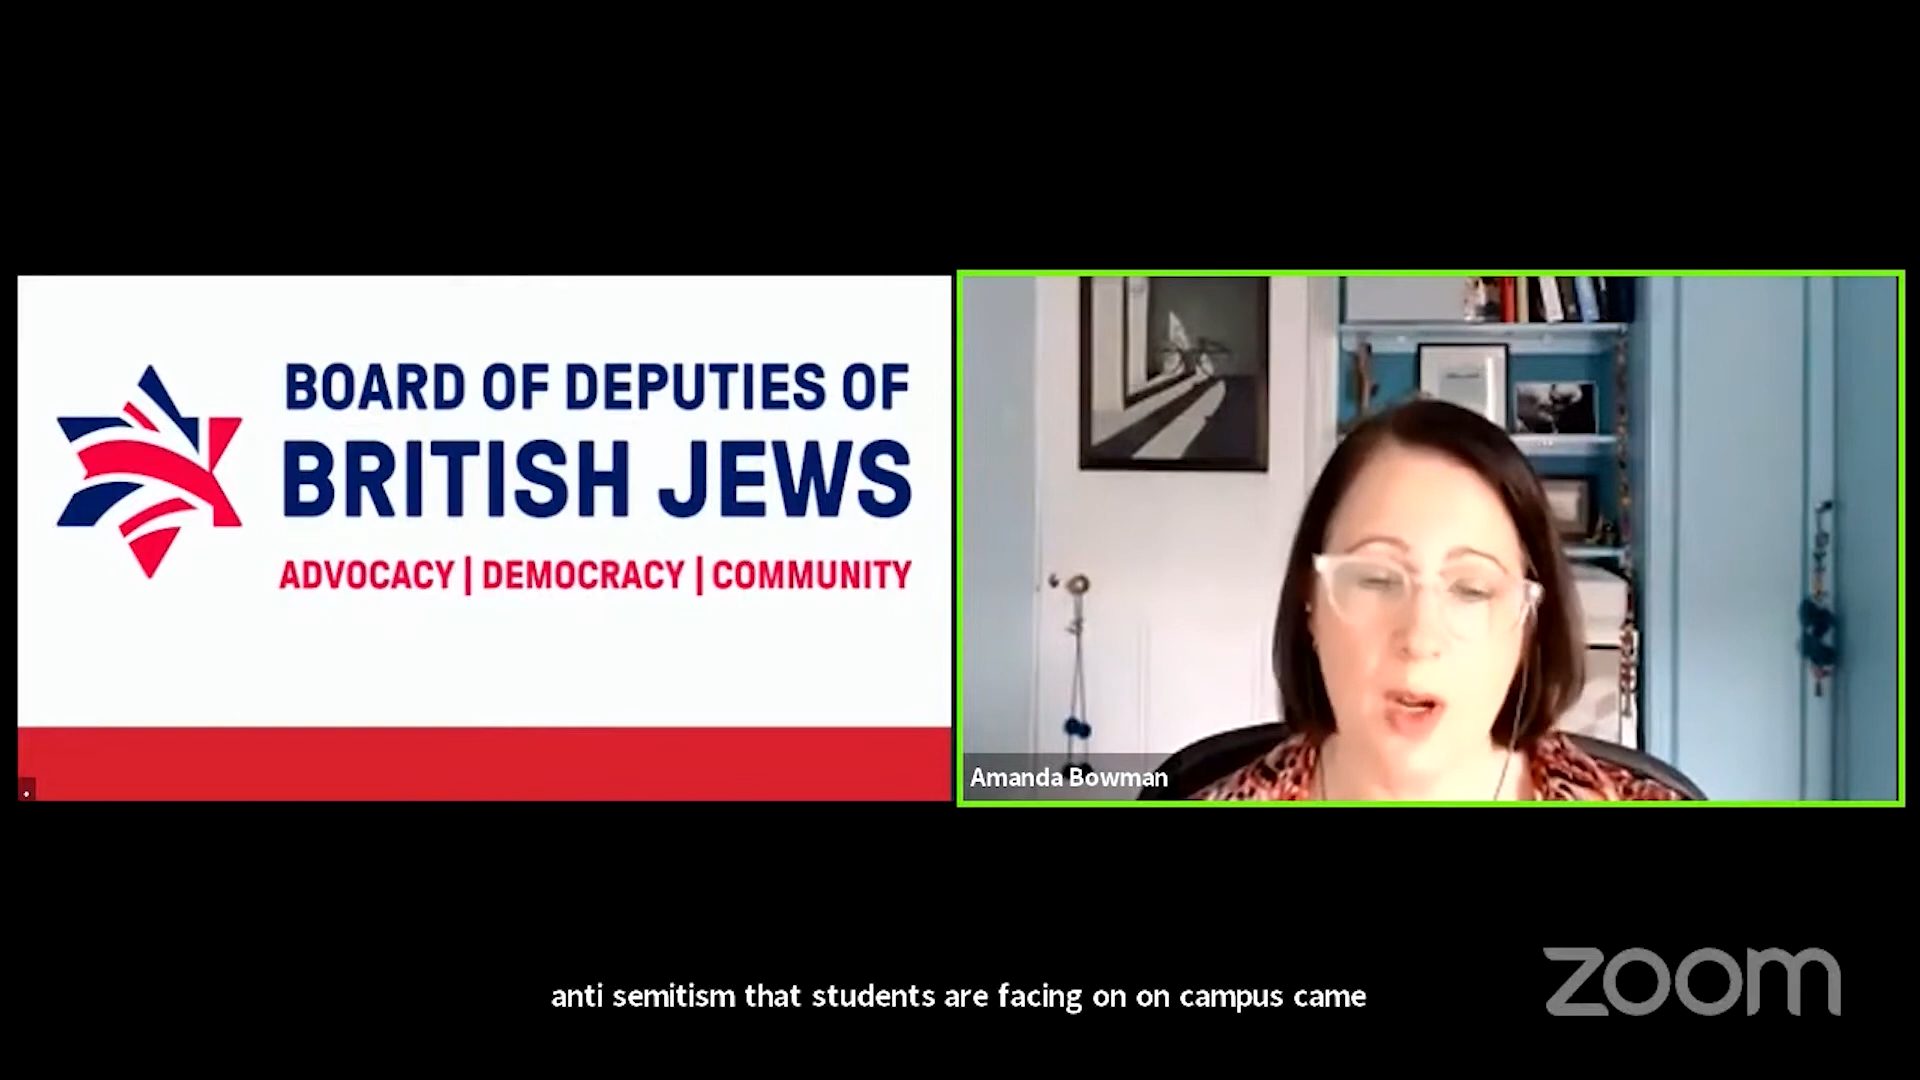 BOARD OF DEPUTIES OF
BRITISH JEWS
ADVOCACY | DEMOCRACY | COMMUNITY
Amanda Bowman
anti semitism that students are facing on on campus came
zoom